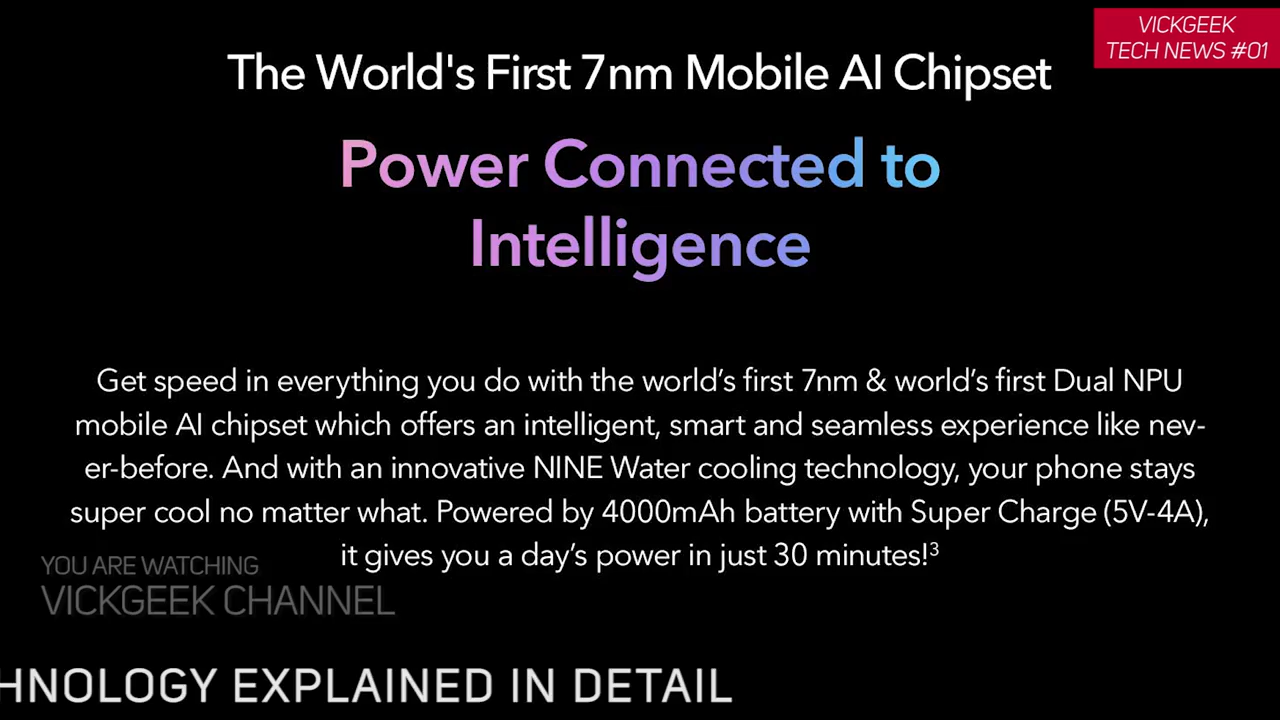 VICKGEEK
TECH NEWS #01
The World's First 7nm Mobile AI Chipset
Power Connected to
Intelligence
Get speed in everything you do with the world’s first 7nm & world’s first Dual NPU
mobile AI chipset which offers an intelligent, smart and seamless experience like nev-
er-before. And with an innovative NINE Water cooling technology, your phone stays
super cool no matter what. Powered by 4000mAh battery with Super Charge (5V-4A),
it gives you a day’s power in just 30 minutes!³
YOU ARE WATCHING
VICKGEEK CHANNEL
HNOLOGY EXPLAINED IN DETAIL